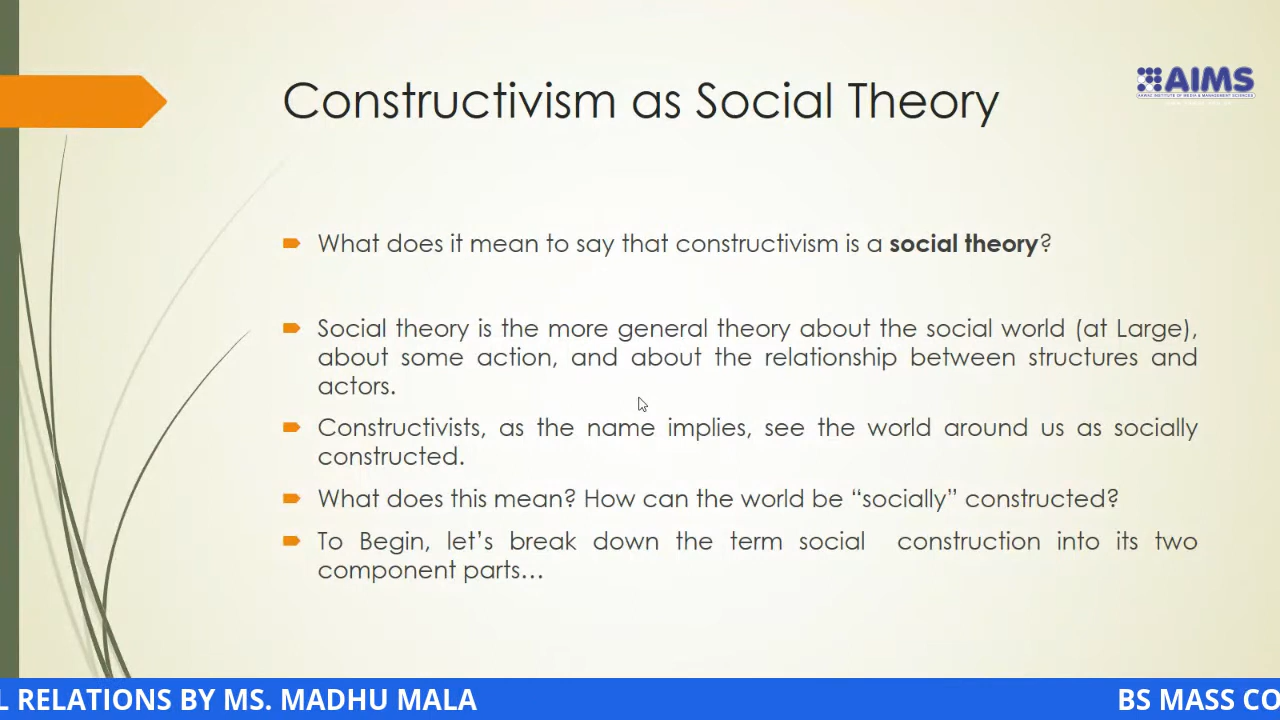 Constructivism as Social Theory
AIMS
What does it mean to say that constructivism is a social theory?
Social theory is the more general theory about the social world (at Large),
about some action, and about the relationship between structures and
actors.
Constructivists, as the name implies, see the world around us as socially
constructed.
What does this mean? How can the world be “socially” constructed?
To Begin, let’s break down the term social construction into its two
component parts…
L RELATIONS BY MS. MADHU MALA
BS MASS CO